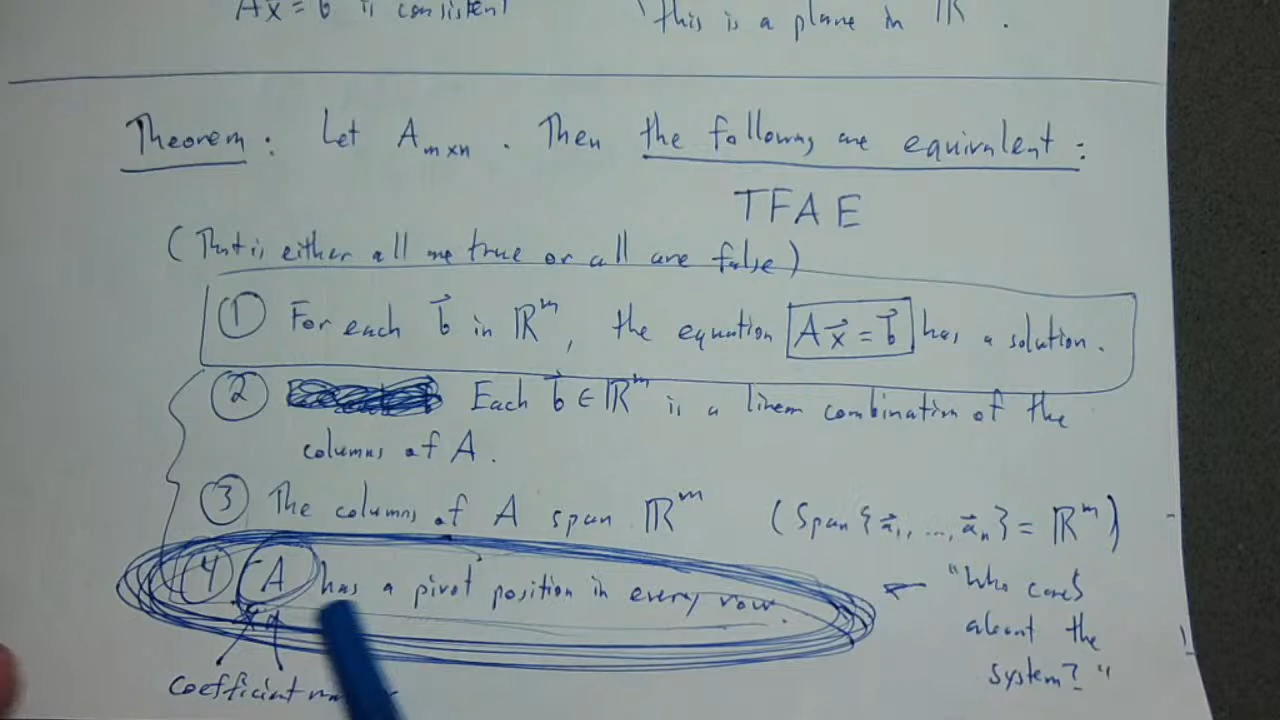 Ax⃗ = b⃗ is consistent
this is a plane in ℝ .
Theorem : Let A m×n . Then the following are equivalent :
TFAE
(That is either all are true or all are false)
① For each b⃗ in ℝᵐ, the equation Ax⃗ = b⃗ has a solution.
② Each b⃗ ∈ ℝᵐ is a linear combination of the
columns of A.
③ The columns of A span ℝᵐ (Span{a⃗₁, ..., a⃗ₙ} = ℝᵐ)
④ A has a pivot position in every row. ← "Who cares
about the
system?"
Coefficient